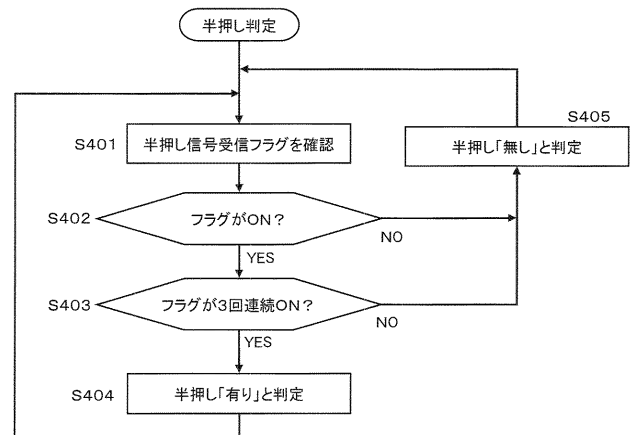 半押し判定
S401
半押し信号受信フラグを確認
S405
半押し「無し」と判定
S402
フラグがON?
NO
YES
S403
フラグが3回連続ON?
NO
YES
S404
半押し「有り」と判定